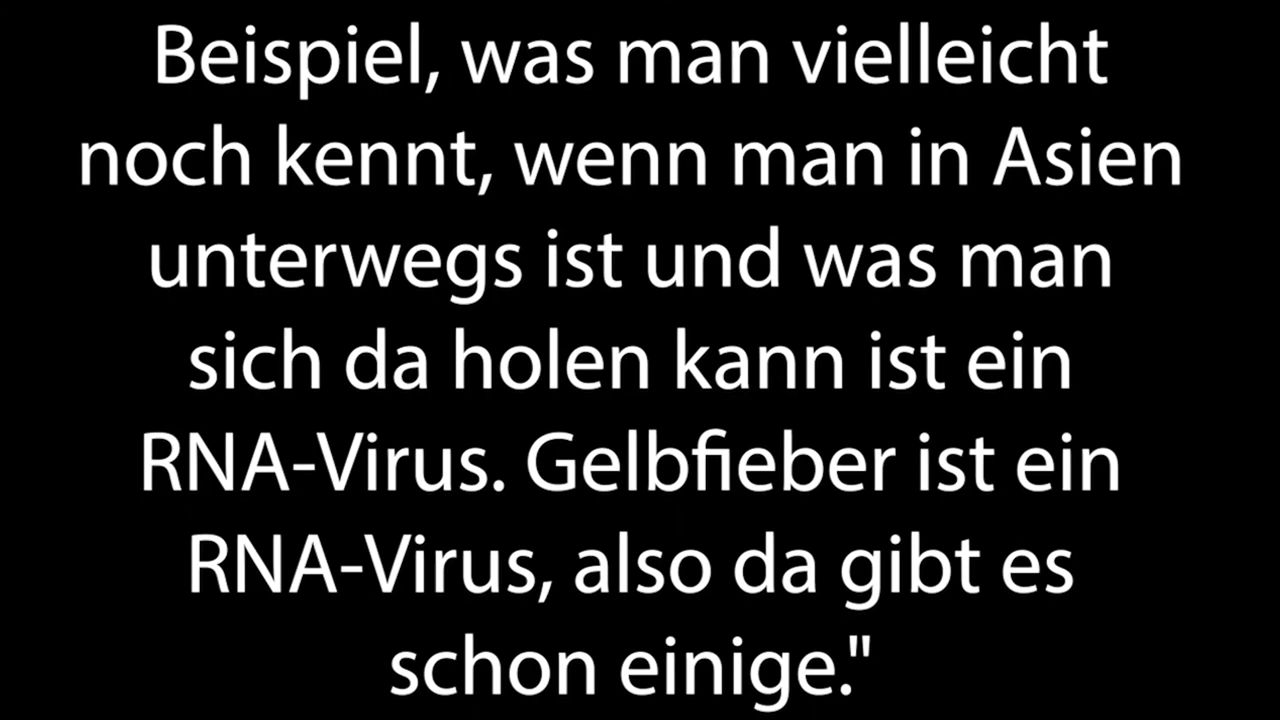 Beispiel, was man vielleicht
noch kennt, wenn man in Asien
unterwegs ist und was man
sich da holen kann ist ein
RNA-Virus. Gelbfieber ist ein
RNA-Virus, also da gibt es
schon einige."